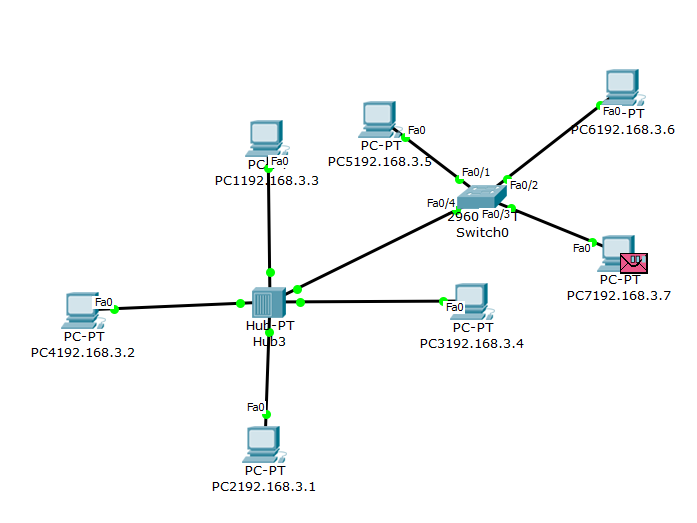 Fa0
PC-PT
PC6192.168.3.6
Fa0
PC-PT
PC5192.168.3.5
Fa0
PC1192.168.3.3
Fa0/1
Fa0/2
Fa0/4
Fa0/3
2960
T
Switch0
Fa0
PC-PT
PC7192.168.3.7
Fa0
PC-PT
PC4192.168.3.2
Hub-PT
Hub3
Fa0
PC-PT
PC3192.168.3.4
Fa0
PC-PT
PC2192.168.3.1